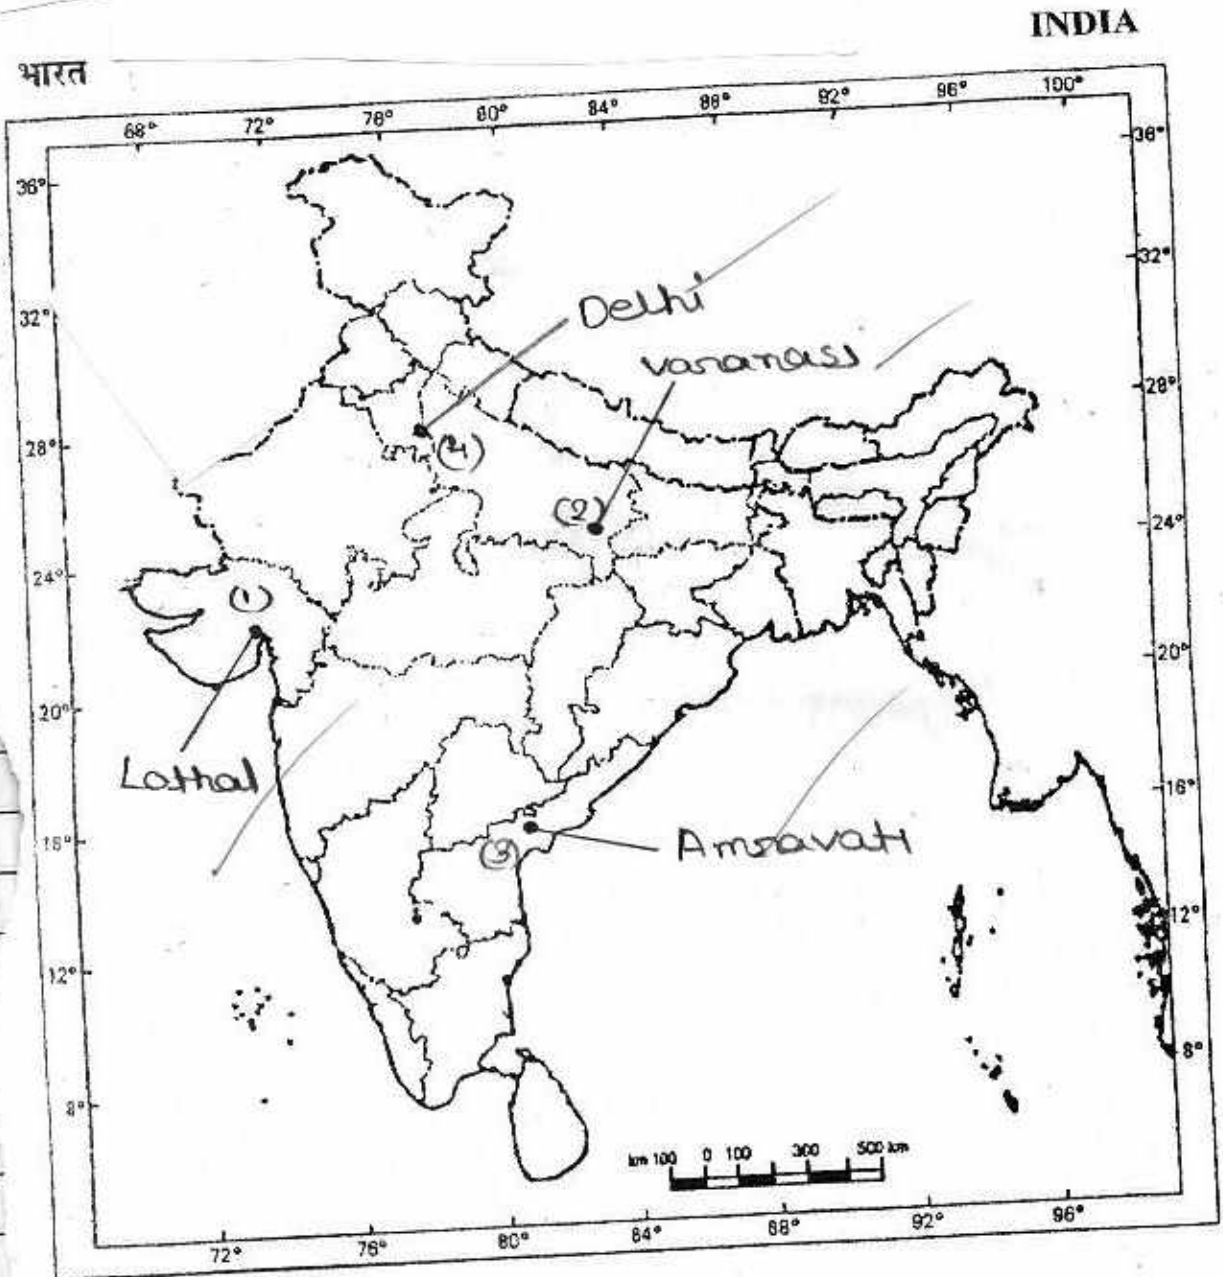 INDIA
भारत
68° 72° 76° 80° 84° 88° 92° 96° 100°
36° 36°
32° 32°
Delhi
varanasi
28° 28°
(4)
(2)
24° 24°
(1)
20° 20°
Lothal
16° 16°
Amravati
(3)
12° 12°
8° 8°
km 100 0 100 300 500 km
72° 76° 80° 84° 88° 92° 96°